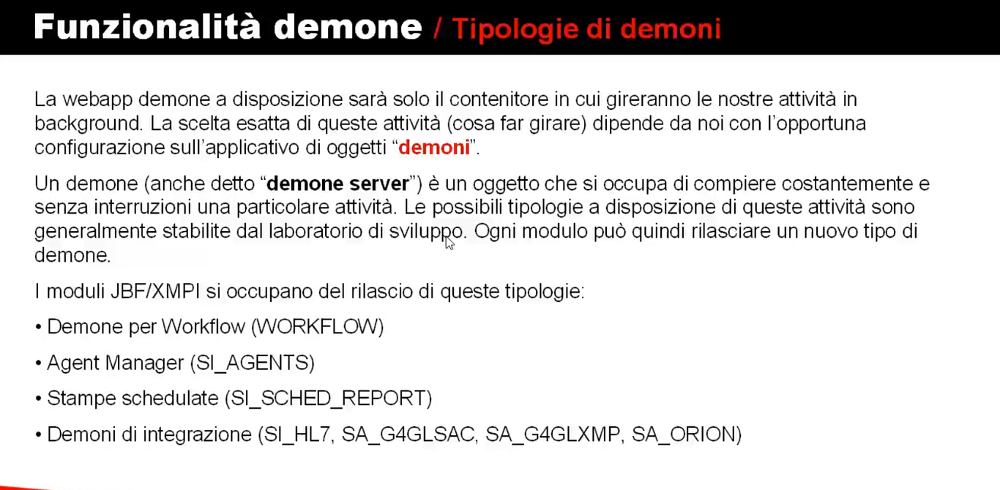 Funzionalità demone / Tipologie di demoni
La webapp demone a disposizione sarà solo il contenitore in cui gireranno le nostre attività in
background. La scelta esatta di queste attività (cosa far girare) dipende da noi con l'opportuna
configurazione sull'applicativo di oggetti “demoni”.
Un demone (anche detto “demone server”) è un oggetto che si occupa di compiere costantemente e
senza interruzioni una particolare attività. Le possibili tipologie a disposizione di queste attività sono
generalmente stabilite dal laboratorio di sviluppo. Ogni modulo può quindi rilasciare un nuovo tipo di
demone.
I moduli JBF/XMPI si occupano del rilascio di queste tipologie:
• Demone per Workflow (WORKFLOW)
• Agent Manager (SI_AGENTS)
• Stampe schedulate (SI_SCHED_REPORT)
• Demoni di integrazione (SI_HL7, SA_G4GLSAC, SA_G4GLXMP, SA_ORION)